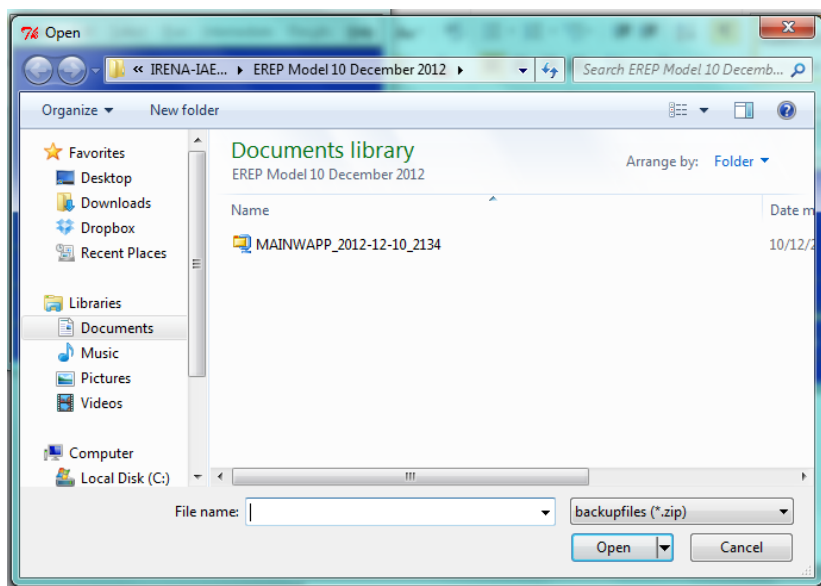 Open
« IRENA-IAE... EREP Model 10 December 2012
Search EREP Model 10 Decemb...
Organize New folder
Favorites
Desktop
Downloads
Dropbox
Recent Places
Libraries
Documents
Music
Pictures
Videos
Computer
Local Disk (C:)
Documents library
EREP Model 10 December 2012
Arrange by: Folder
Name Date m
MAINWAPP_2012-12-10_2134 10/12/2
File name: backupfiles (*.zip)
Open Cancel